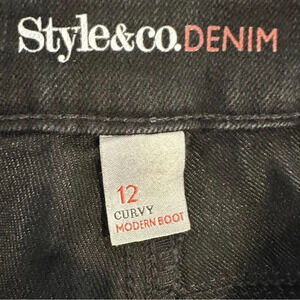 Style&co.DENIM
12
CURVY
MODERN BOOT